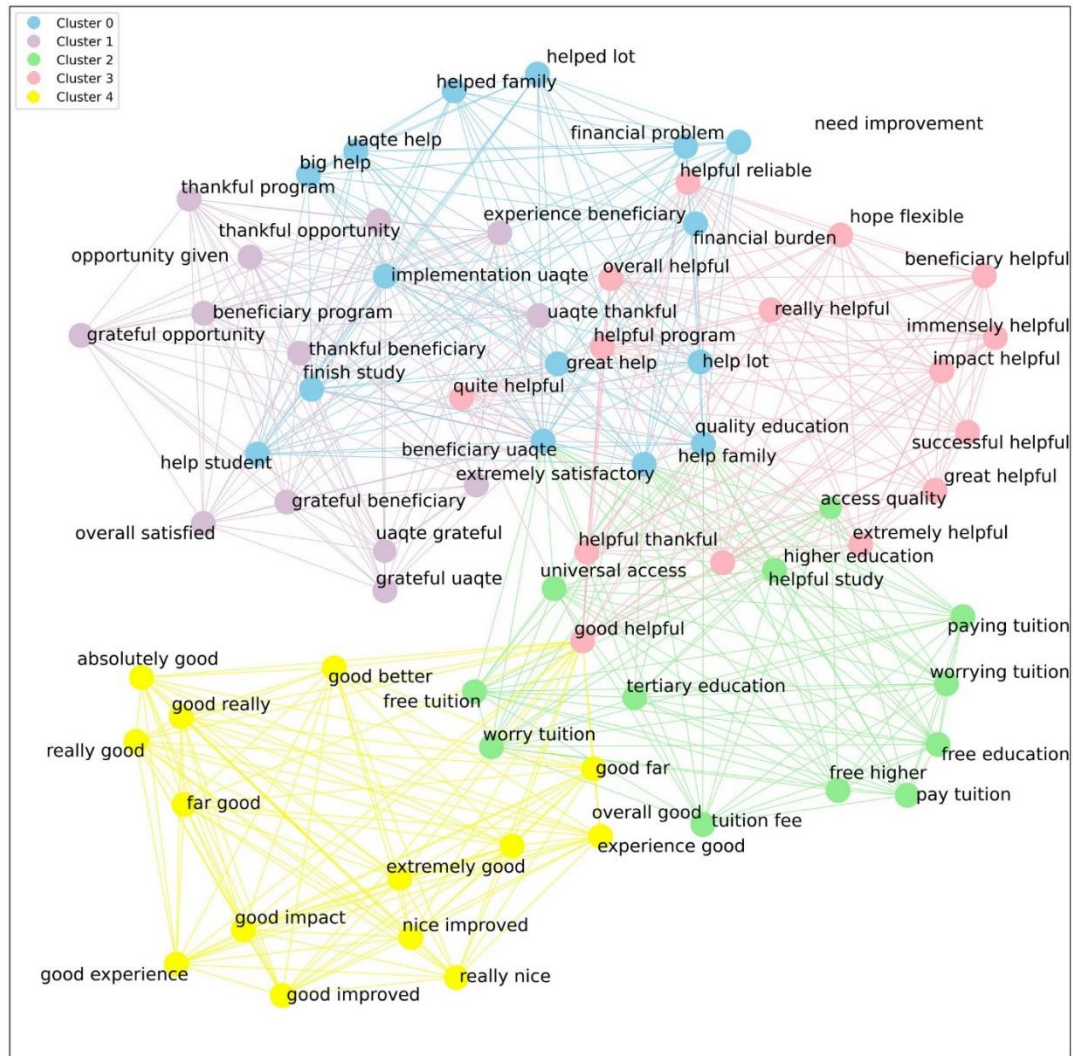 Cluster 0
Cluster 1
Cluster 2
Cluster 3
Cluster 4
helped lot
helped family
need improvement
financial problem
uaqte help
big help
helpful reliable
thankful program
experience beneficiary
hope flexible
thankful opportunity
financial burden
opportunity given
beneficiary helpful
overall helpful
implementation uaqte
really helpful
beneficiary program
uaqte thankful
immensely helpful
grateful opportunity
helpful program
thankful beneficiary
great help
help lot
impact helpful
finish study
quite helpful
quality education
successful helpful
beneficiary uaqte
help family
help student
extremely satisfactory
great helpful
grateful beneficiary
access quality
overall satisfied
uaqte grateful
extremely helpful
helpful thankful
higher education
universal access
helpful study
grateful uaqte
good helpful
paying tuition
absolutely good
good better
worrying tuition
free tuition
tertiary education
good really
really good
worry tuition
free education
good far
free higher
far good
pay tuition
overall good
tuition fee
experience good
extremely good
good impact
nice improved
good experience
really nice
good improved